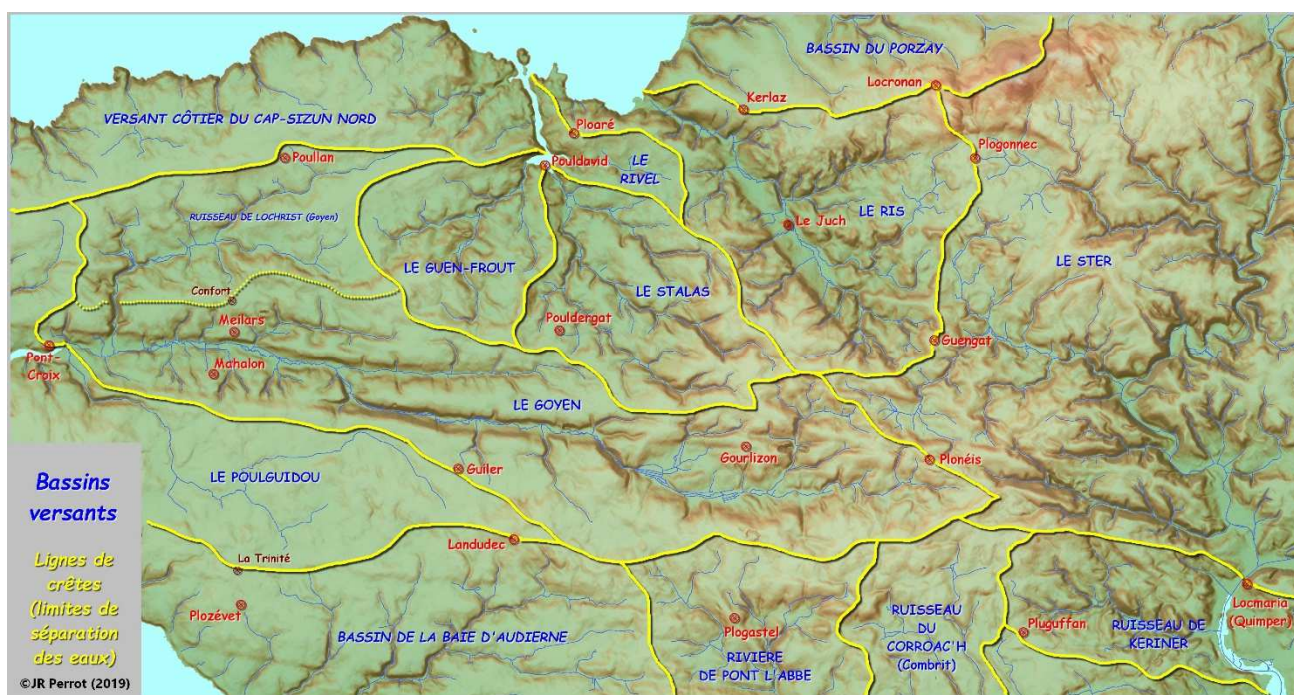 BASSIN DU PORZAY
Locronan
Kerlaz
VERSANT CÔTIER DU CAP-SIZUN NORD
Ploaré
Poullan
Pouldavid
LE
RIVEL
Plogonnec
RUISSEAU DE LOCHRIST (Goyen)
Le Juch
LE RIS
LE GUEN-FROUT
LE STER
LE STALAS
Confort
Meilars
Pouldergat
Guengat
Pont-
Croix
Mahalon
LE GOYEN
Gourlizon
Plonéis
Guiler
LE POULGUIDOU
Bassins
versants
Landudec
La Trinité
Lignes de
crêtes
(limites de
séparation
des eaux)
Plozévet
BASSIN DE LA BAIE D'AUDIERNE
Plogastel
RIVIERE
DE PONT L'ABBE
RUISSEAU
DU
CORROAC'H
(Combrit)
Pluguffan
RUISSEAU DE
KERINER
Locmaria
(Quimper)
©JR Perrot (2019)